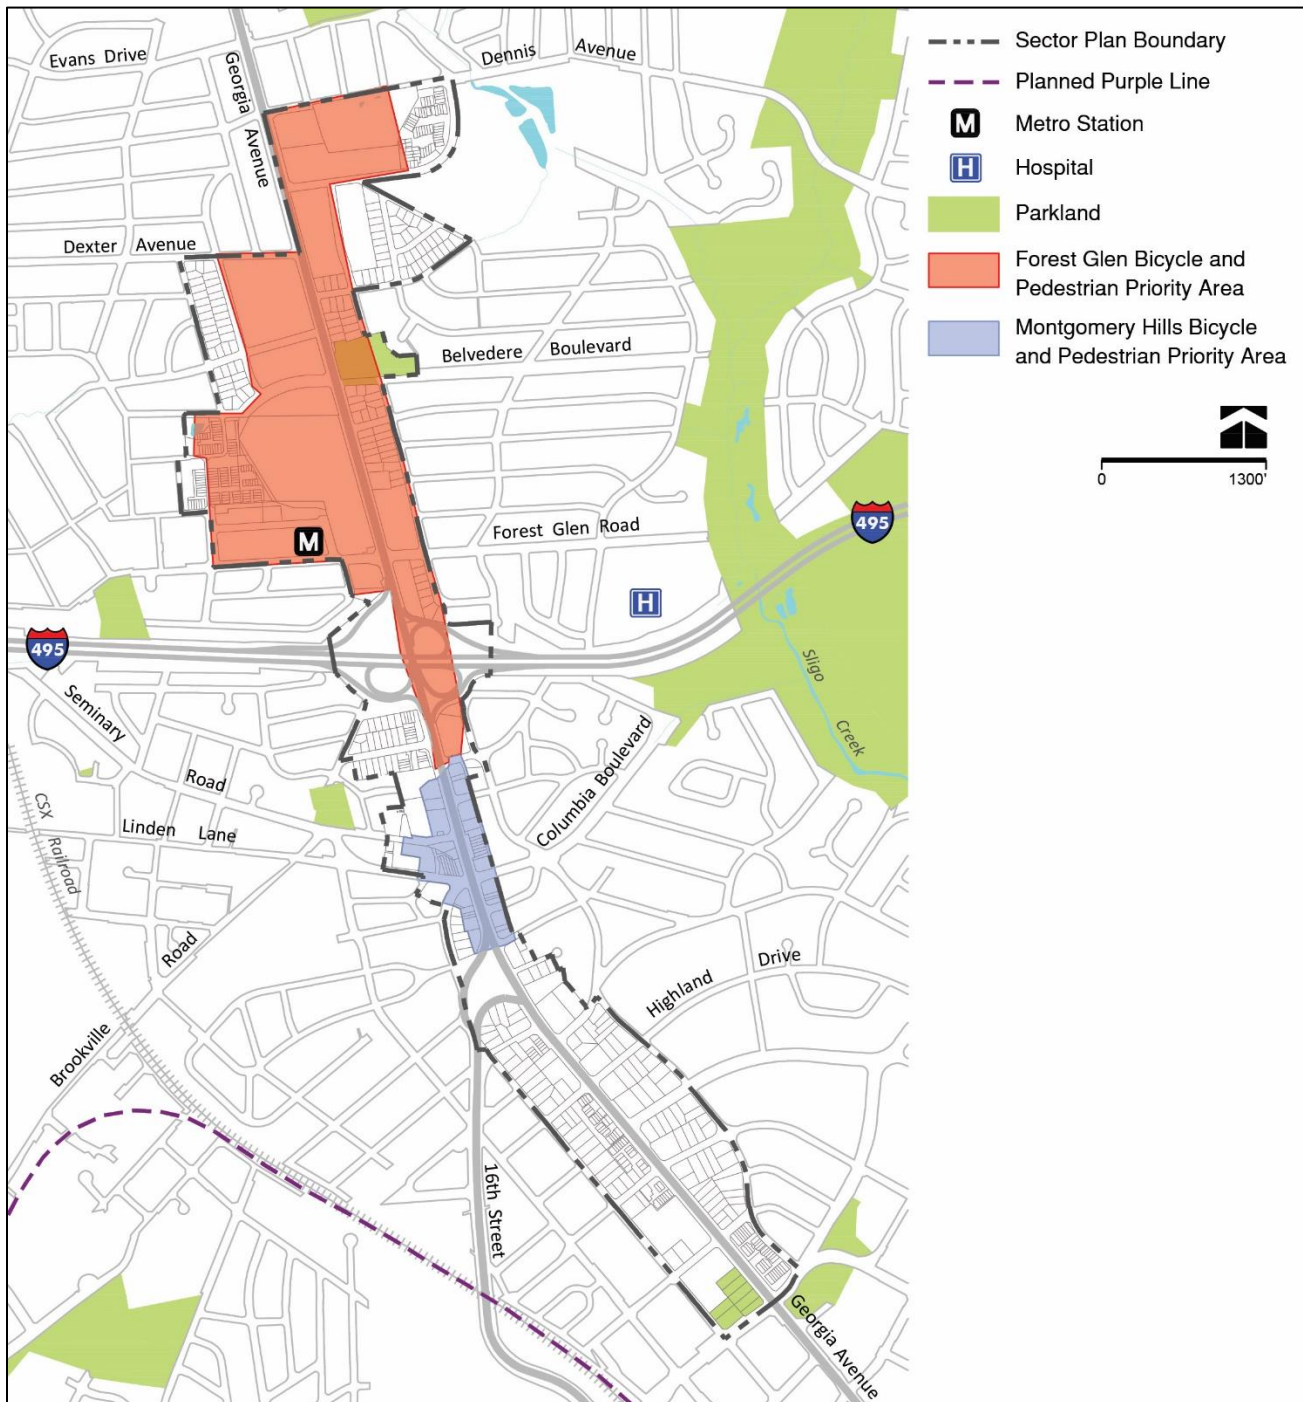 Evans Drive
Georgia
Avenue
Dennis Avenue
Dexter Avenue
Belvedere Boulevard
Forest Glen Road
M
H
495
495
Sligo
Creek
Seminary
Road
Columbia Boulevard
CSX Railroad
Linden Lane
Road
Brookville
Highland Drive
16th Street
Georgia Avenue
Sector Plan Boundary
Planned Purple Line
M
Metro Station
H
Hospital
Parkland
Forest Glen Bicycle and
Pedestrian Priority Area
Montgomery Hills Bicycle
and Pedestrian Priority Area
0 1300'